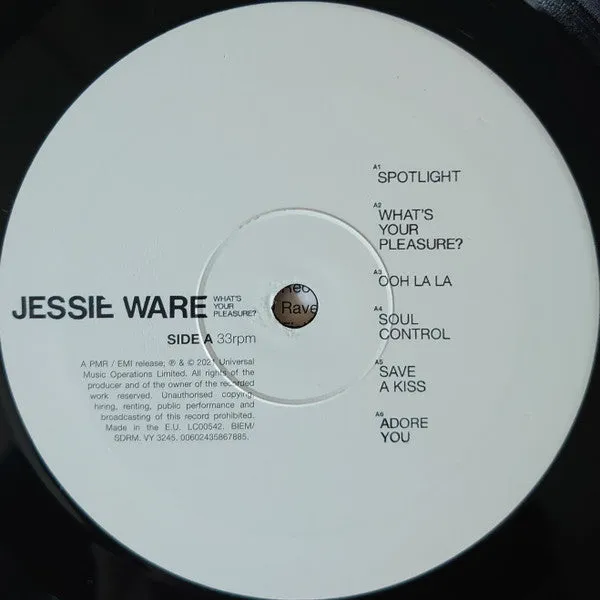 A1
SPOTLIGHT
A2
WHAT'S
YOUR
PLEASURE?
A3
OOH LA LA
A4
SOUL
CONTROL
A5
SAVE
A KISS
A6
ADORE
YOU
JESSIE WARE
WHAT'S
YOUR
PLEASURE?
SIDE A 33rpm
A PMR / EMI release; ℗ & © 2021 Universal
Music Operations Limited. All rights of the
producer and of the owner of the recorded
work reserved. Unauthorised copying,
hiring, renting, public performance and
broadcasting of this record prohibited.
Made in the E.U. LC00542. BIEM/
SDRM. VY 3245. 00602435867885.
Rave